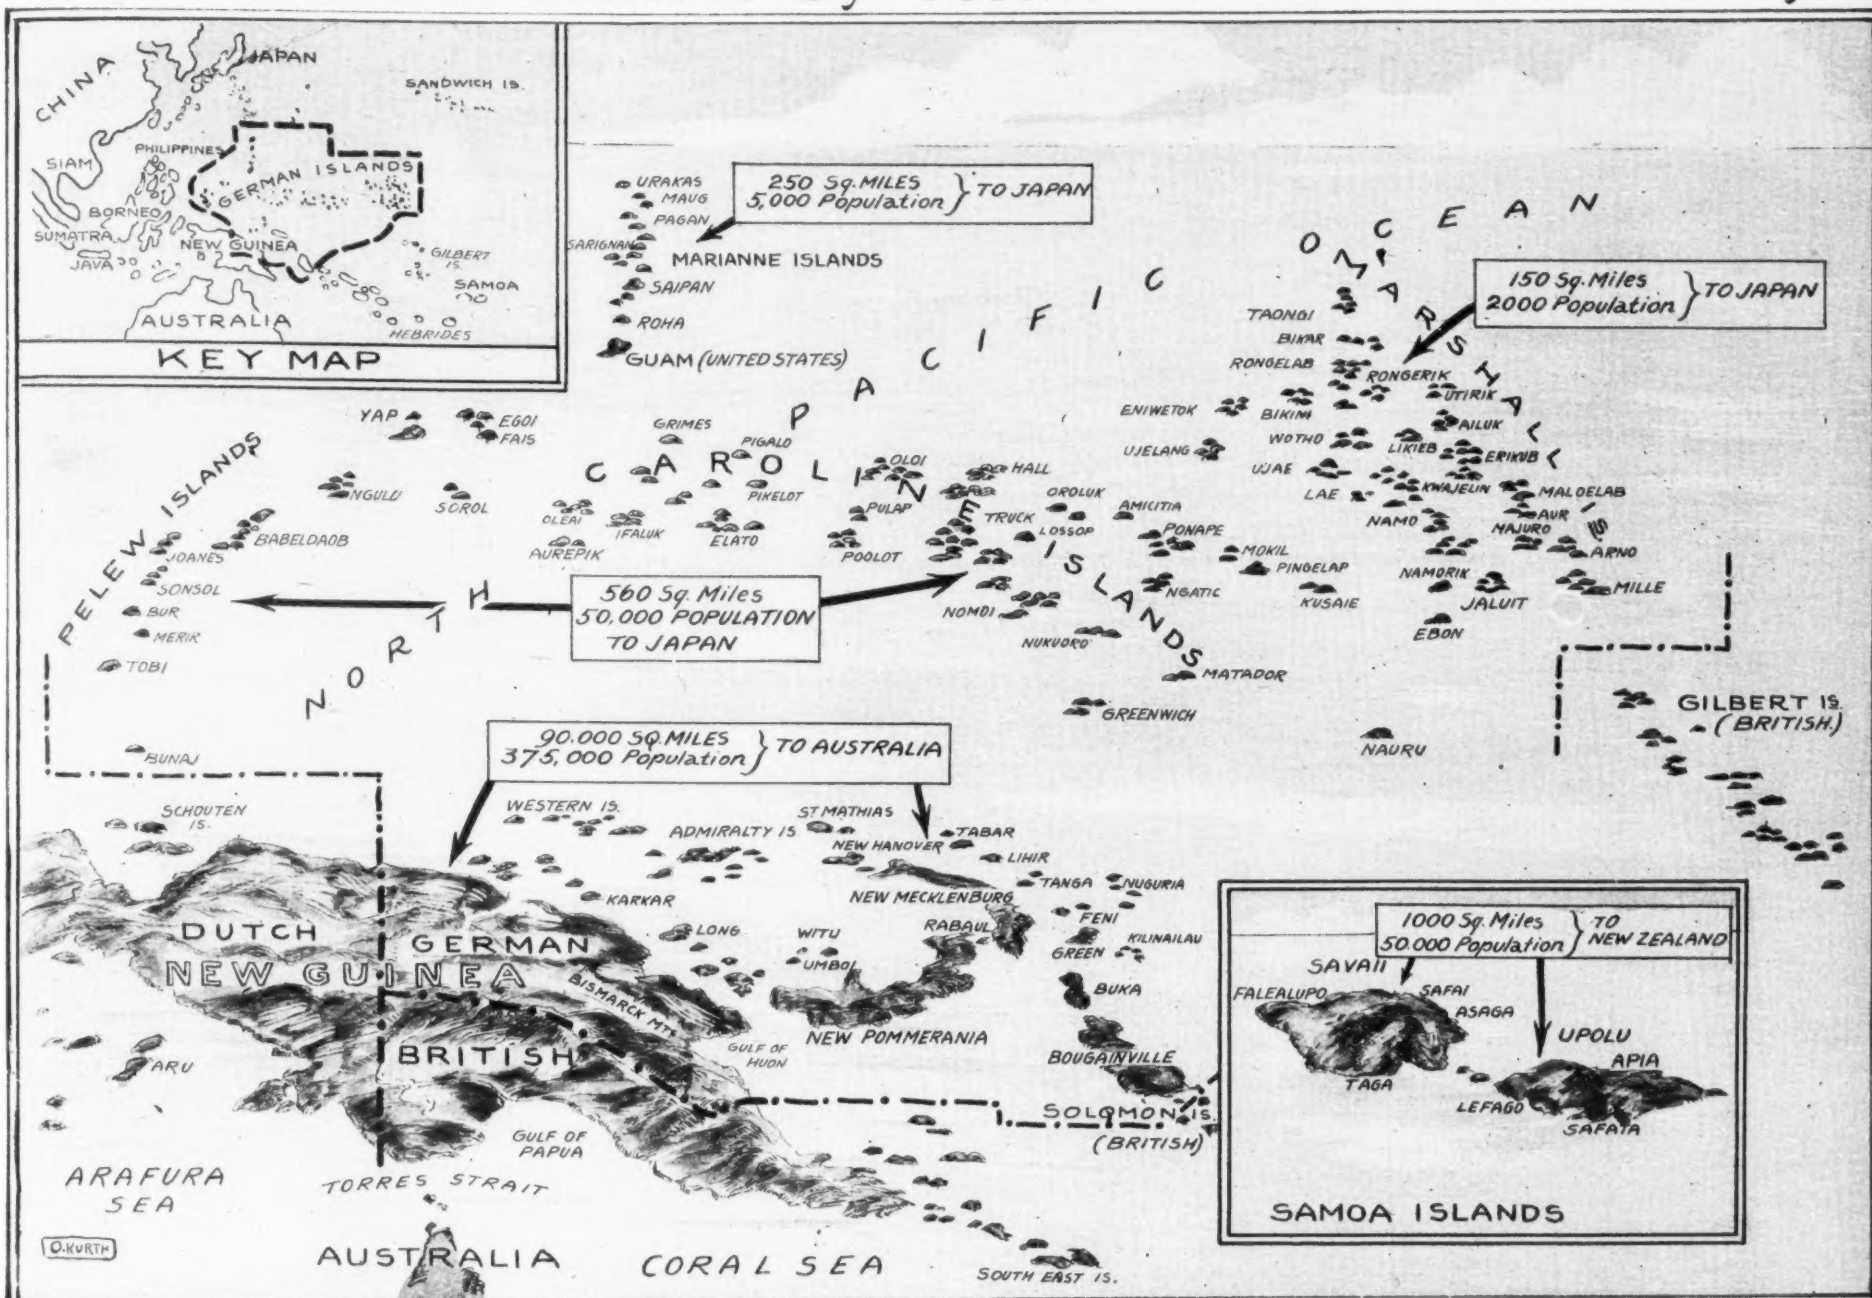 CHINA
JAPAN
SANDWICH IS.
PHILIPPINES
SIAM
GERMAN ISLANDS
BORNEO
SUMATRA
NEW GUINEA
JAVA
GILBERT
IS.
SAMOA
AUSTRALIA
HEBRIDES
KEY MAP
URAKAS
MAUG
PAGAN
SARIGNAN
MARIANNE ISLANDS
SAIPAN
ROHA
GUAM (UNITED STATES)
250 Sq. MILES
5,000 Population } TO JAPAN
NORTH PACIFIC OCEAN
MARSHALL IS.
150 Sq. Miles
2000 Population } TO JAPAN
TAONGI
BIKAR
RONGELAB
RONGERIK
UTIRIK
ENIWETOK
BIKINI
AILUK
WOTHO
LIKIEB
ERIKUB
UJELANG
UJAE
KWAJELIN
LAE
MALOELAB
NAMO
AUR
MAJURO
ARNO
NAMORIK
JALUIT
MILLE
EBON
YAP
EGOI
FAIS
GRIMES
PIGALO
CAROLINE ISLANDS
OLOI
HALL
NGULU
SOROL
PIKELOT
OROLUK
AMICITIA
OLEAI
IFALUK
ELATO
PULAP
TRUCK
LOSSOP
PONAPE
AUREPIK
POOLOT
MOKIL
PINGELAP
NGATIC
KUSAIE
NOMOI
NUKUORO
MATADOR
GREENWICH
NAURU
PELEW ISLANDS
BABELDAOB
JOANES
SONSOL
BUR
MERIR
TOBI
BUNAJ
560 Sq. Miles
50,000 POPULATION
TO JAPAN
GILBERT IS.
(BRITISH.)
90.000 SQ. MILES
375,000 Population } TO AUSTRALIA
SCHOUTEN
IS.
WESTERN IS.
ADMIRALTY IS
ST MATHIAS
TABAR
NEW HANOVER
LIHIR
KARKAR
NEW MECKLENBURG
TANGA
NUGURIA
RABAUL
FENI
LONG
WITU
GREEN
KILINAILAU
UMBOI
BUKA
DUTCH
GERMAN
NEW GUINEA
BISMARCK MTS
NEW POMMERANIA
BRITISH
GULF OF
HUON
BOUGAINVILLE
ARU
SOLOMON IS.
(BRITISH)
GULF OF
PAPUA
ARAFURA
SEA
TORRES STRAIT
AUSTRALIA
CORAL SEA
SOUTH EAST IS.
O. KURTH
1000 Sq. Miles
50.000 Population } TO
NEW ZEALAND
SAVAII
FALEALUPO
SAFAI
ASAGA
UPOLU
APIA
TAGA
LEFAGO
SAFATA
SAMOA ISLANDS